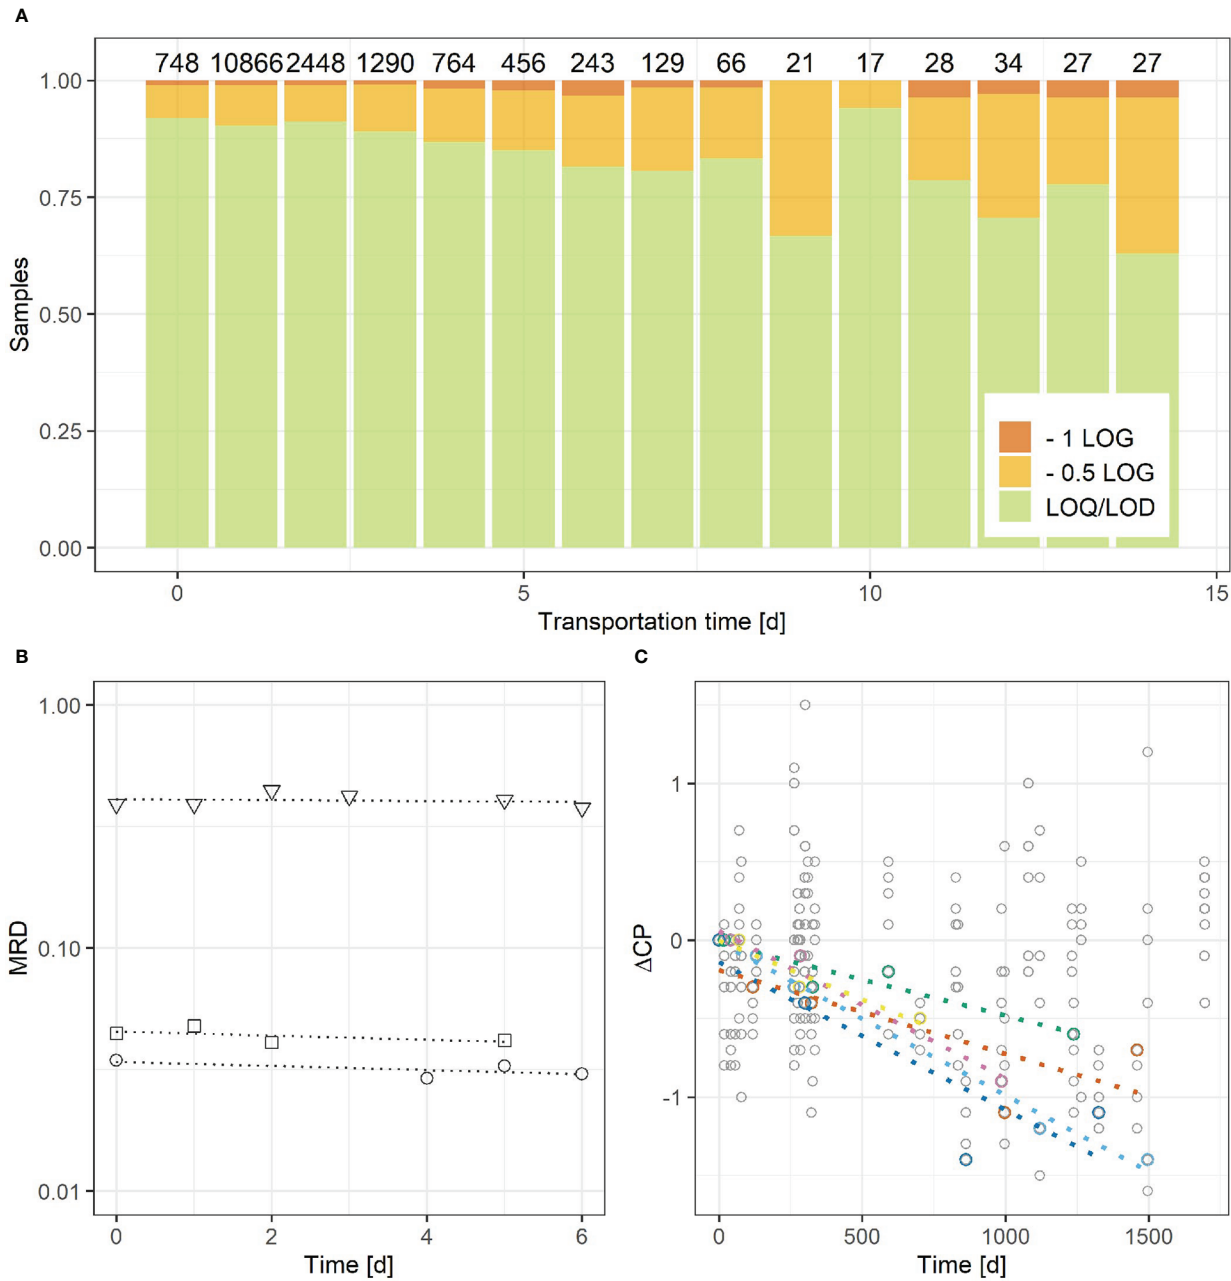 A
748 10866 2448 1290 764 456 243 129 66 21 17 28 34 27 27
1.00
0.75
0.50
0.25
0.00
Samples
- 1 LOG
- 0.5 LOG
LOQ/LOD
0 5 10 15
Transportation time [d]
B
1.00
0.10
0.01
MRD
0 2 4 6
Time [d]
C
1
0
-1
ΔCP
0 500 1000 1500
Time [d]